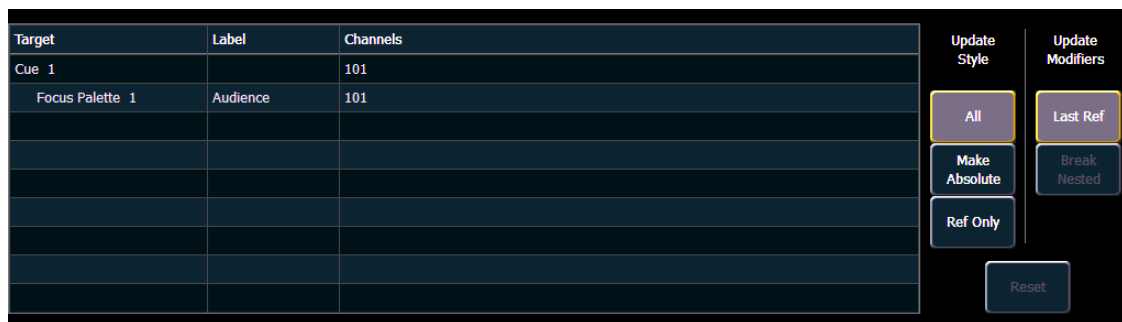 Target Label Channels
Cue 1 101
Focus Palette 1 Audience 101
Update
Style
All
Make
Absolute
Ref Only
Update
Modifiers
Last Ref
Break
Nested
Reset